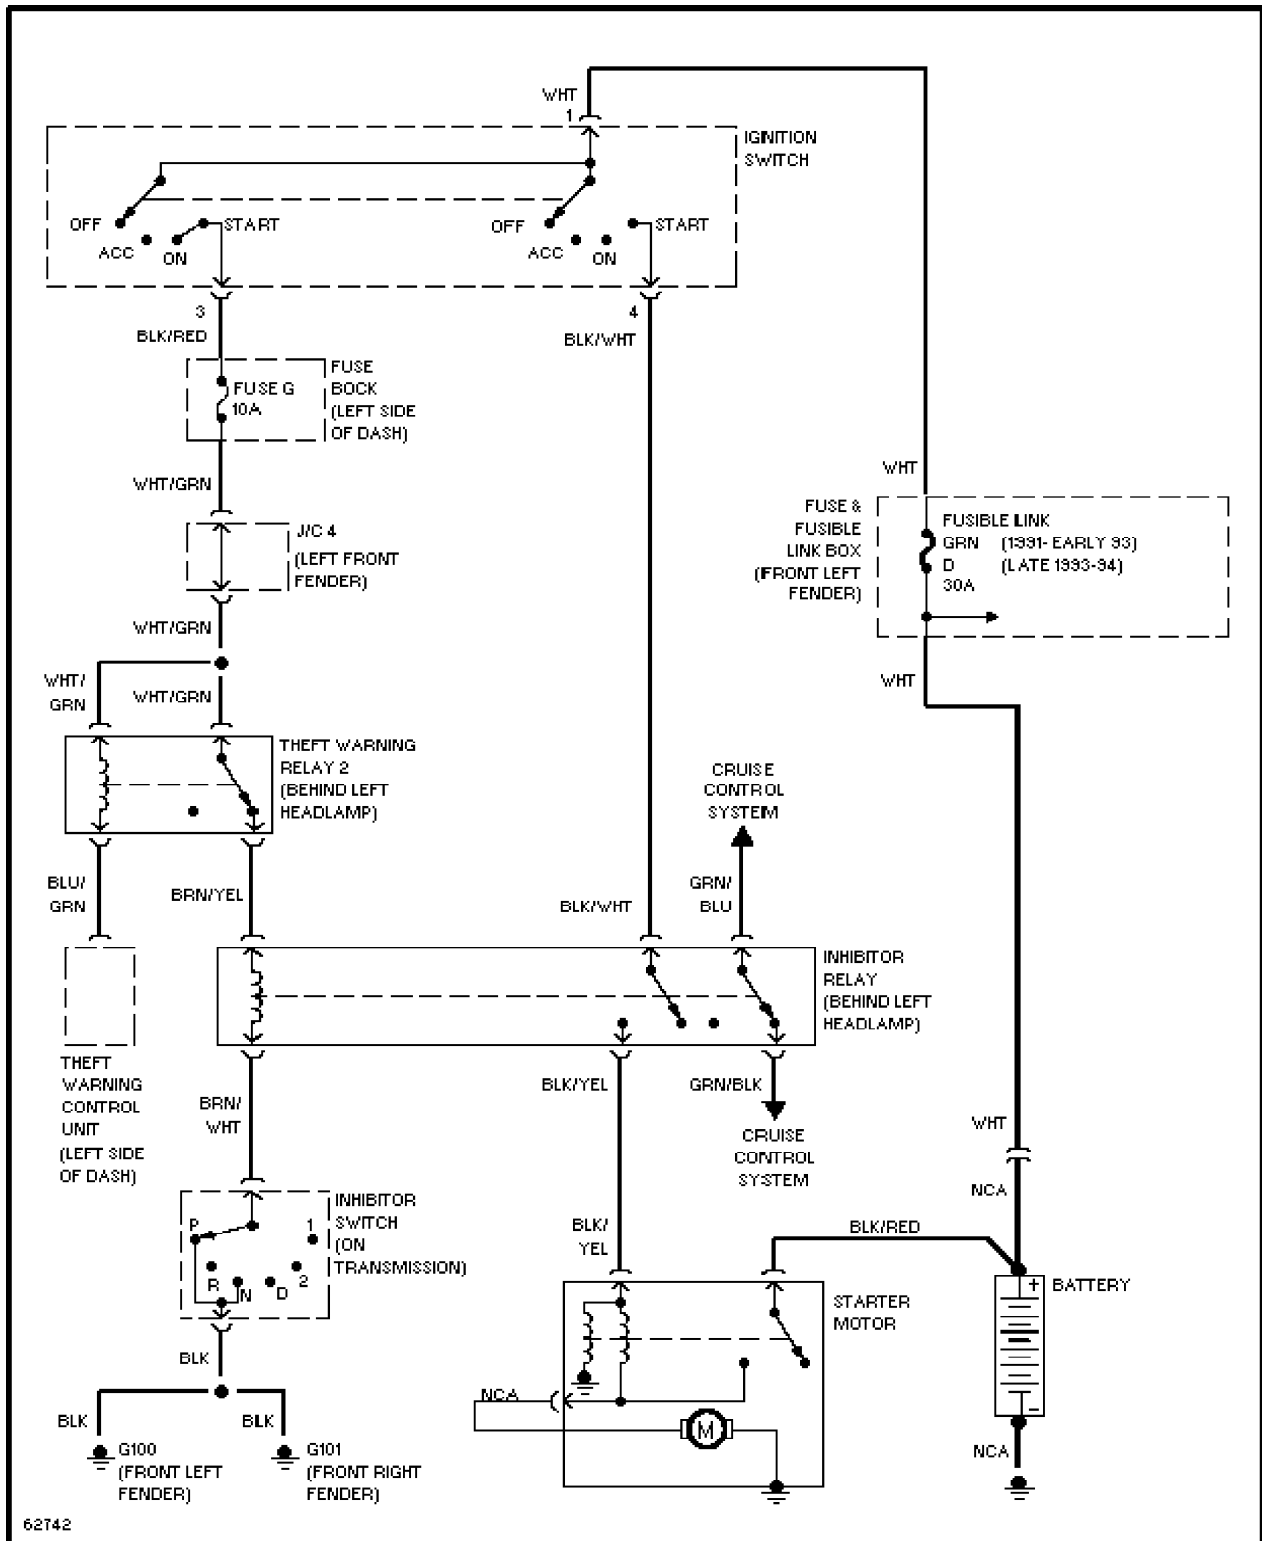 WHT
1
IGNITION
SWITCH
OFF
START
ACC
ON
OFF
START
ACC
ON
3
4
BLK/RED
BLK/WHT
FUSE G
10A
FUSE
BOCK
(LEFT SIDE
OF DASH)
WHT/GRN
WHT
J/C 4
(LEFT FRONT
FENDER)
FUSE &
FUSIBLE
LINK BOX
(FRONT LEFT
FENDER)
FUSIBLE LINK
GRN (1991- EARLY 93)
D (LATE 1993-94)
30A
WHT/GRN
WHT/
GRN
WHT/GRN
WHT
THEFT WARNING
RELAY 2
(BEHIND LEFT
HEADLAMP)
CRUISE
CONTROL
SYSTEM
BLU/
GRN
BRN/YEL
BLK/WHT
GRN/
BLU
INHIBITOR
RELAY
(BEHIND LEFT
HEADLAMP)
THEFT
WARNING
CONTROL
UNIT
(LEFT SIDE
OF DASH)
BRN/
WHT
BLK/YEL
GRN/BLK
CRUISE
CONTROL
SYSTEM
WHT
NCA
INHIBITOR
SWITCH
(ON
TRANSMISSION)
P
R
N
D
2
1
BLK/
YEL
BLK/RED
BATTERY
+
-
STARTER
MOTOR
BLK
NCA
M
BLK
BLK
G100
(FRONT LEFT
FENDER)
G101
(FRONT RIGHT
FENDER)
NCA
62742